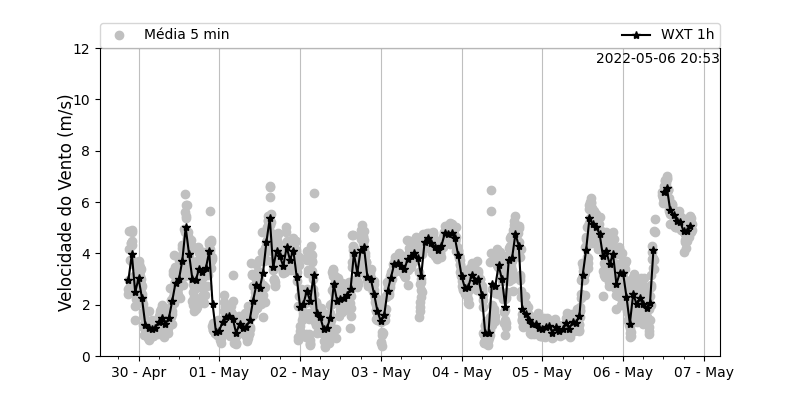 Média 5 min
WXT 1h
2022-05-06 20:53
Velocidade do Vento (m/s)
12
10
8
6
4
2
0
30 - Apr
01 - May
02 - May
03 - May
04 - May
05 - May
06 - May
07 - May